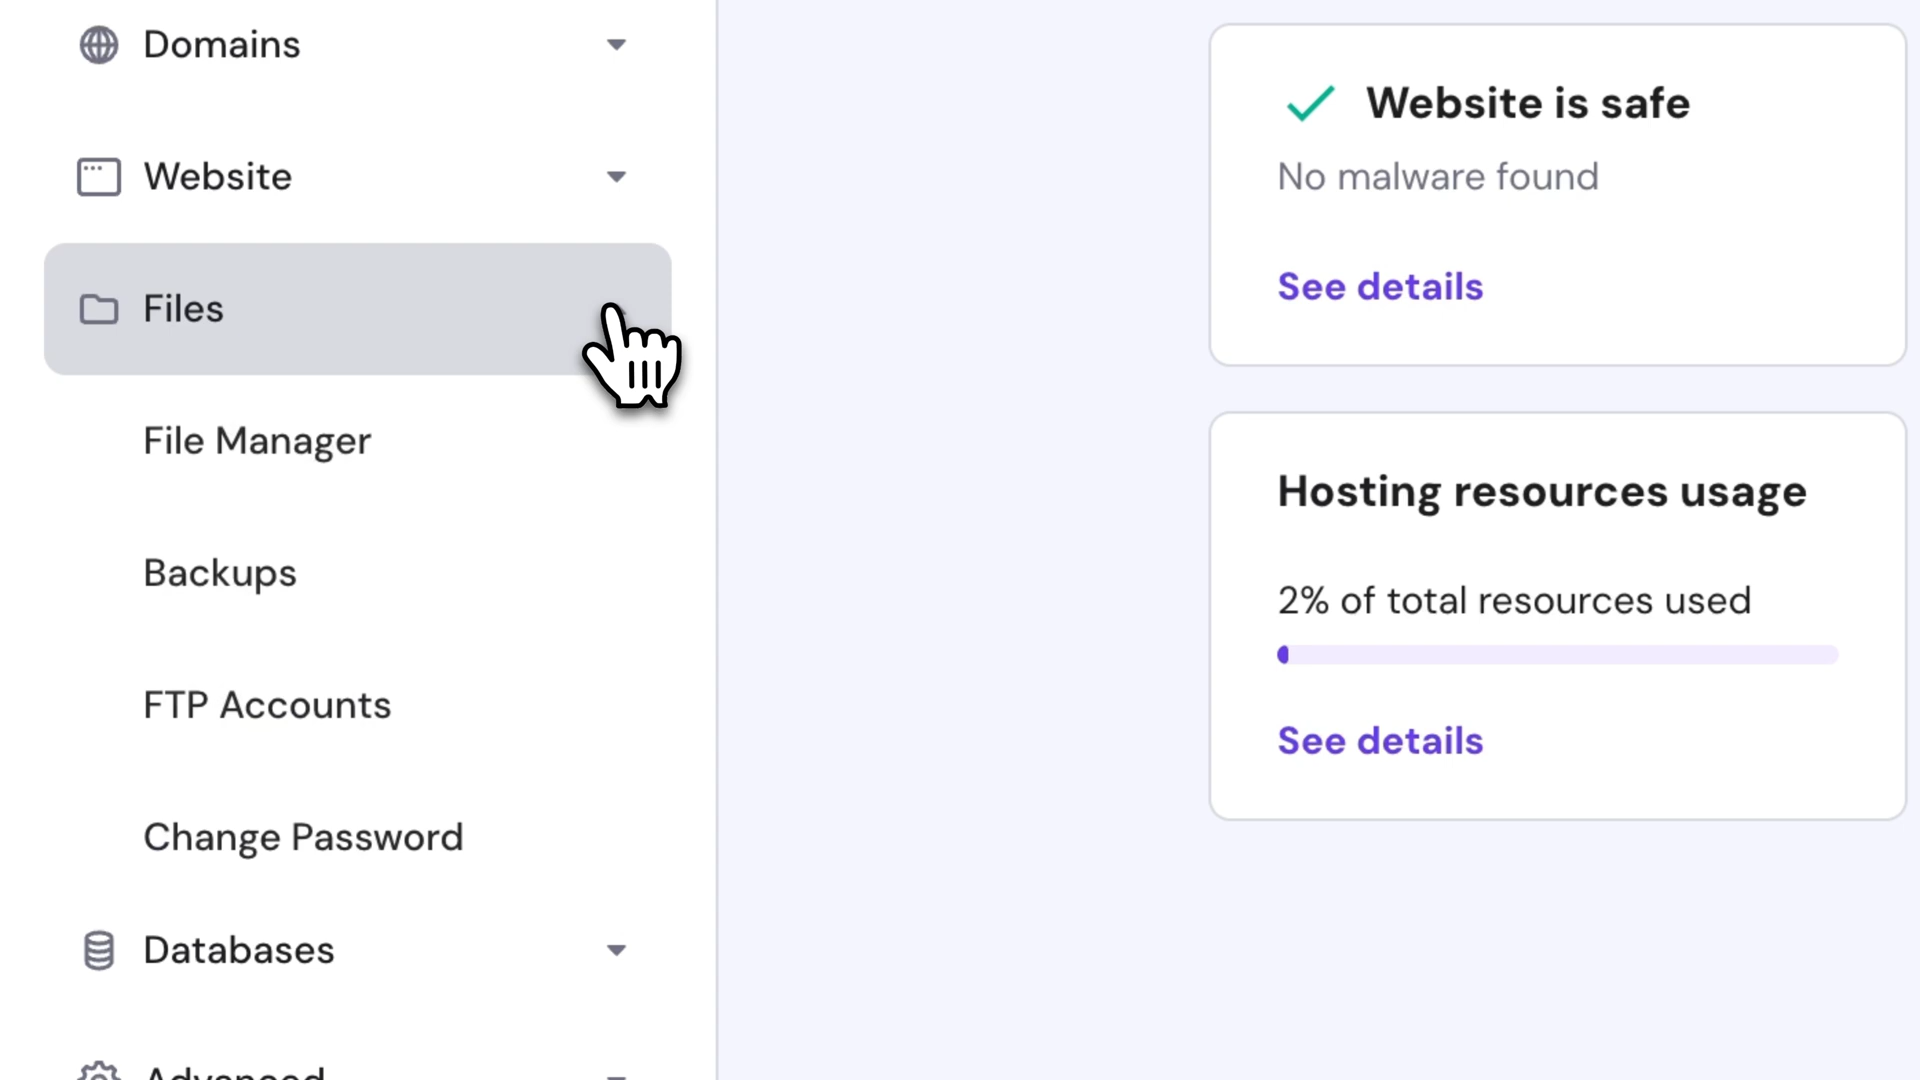 Domains
Website
Files
File Manager
Backups
FTP Accounts
Change Password
Databases
Advanced
Website is safe
No malware found
See details
Hosting resources usage
2% of total resources used
See details